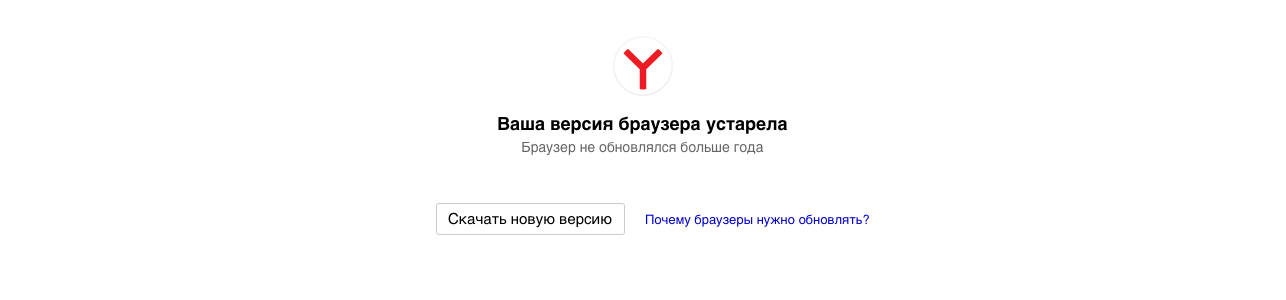 Ваша версия браузера устарела
Браузер не обновлялся больше года
Скачать новую версию
Почему браузеры нужно обновлять?